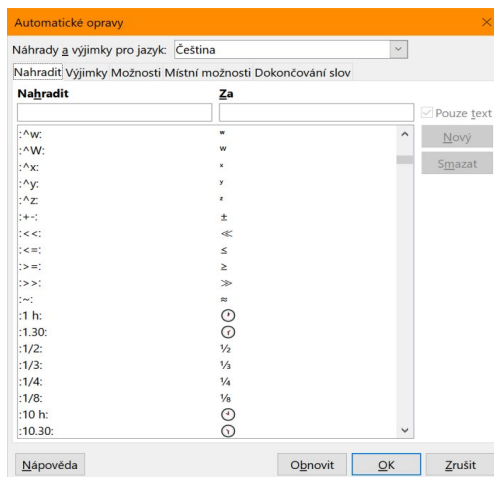 Automatické opravy
Náhrady a výjimky pro jazyk: Čeština
Nahradit Výjimky Možnosti Místní možnosti Dokončování slov
Nahradit Za
Pouze text
:^w: ʷ
Nový
:^W: ᵂ
:^x: ˣ
Smazat
:^y: ʸ
:^z: ᶻ
:+-: ±
:<<: ≪
:<=: ≤
:>=: ≥
:>>: ≫
:~: ≈
:1 h: 🕐
:1.30: 🕜
:1/2: ½
:1/3: ⅓
:1/4: ¼
:1/8: ⅛
:10 h: 🕙
:10.30: 🕥
Nápověda Obnovit OK Zrušit